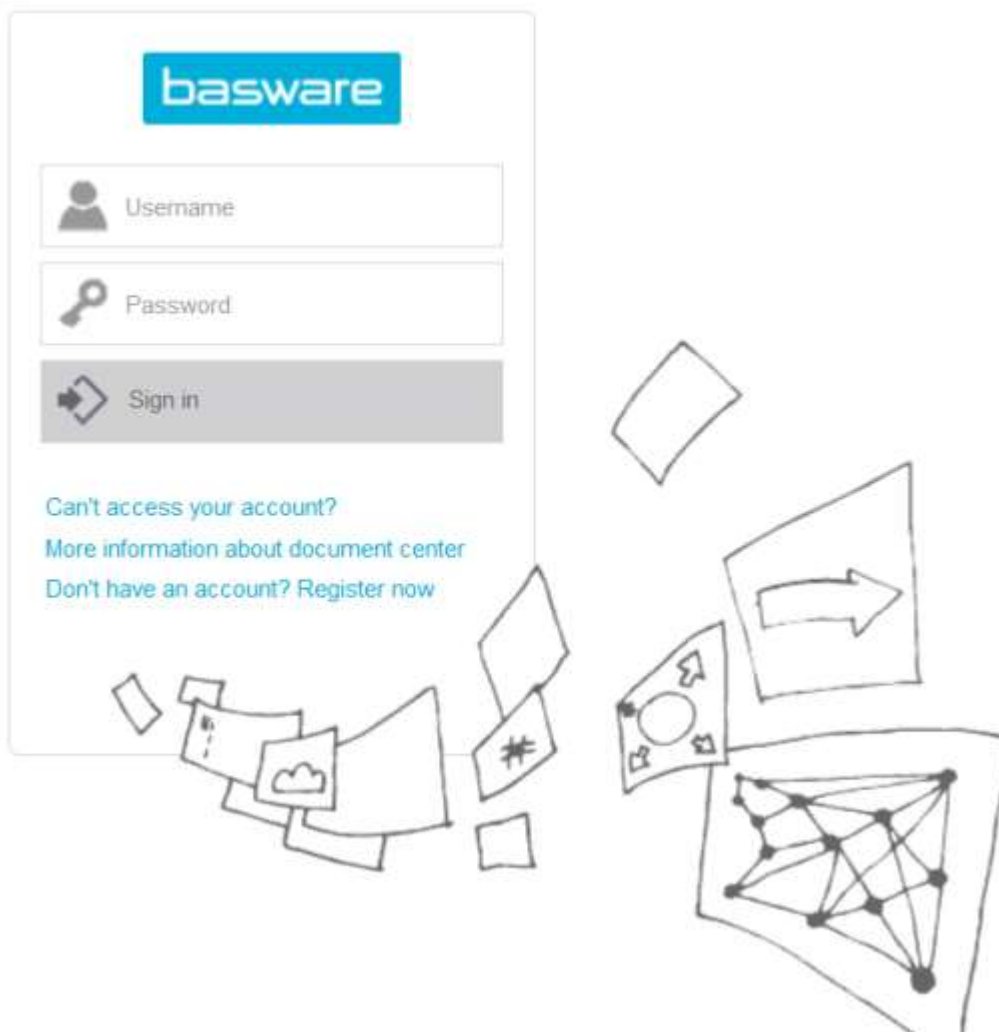 basware
Username
Password
Sign in
Can't access your account?
More information about document center
Don't have an account? Register now
#